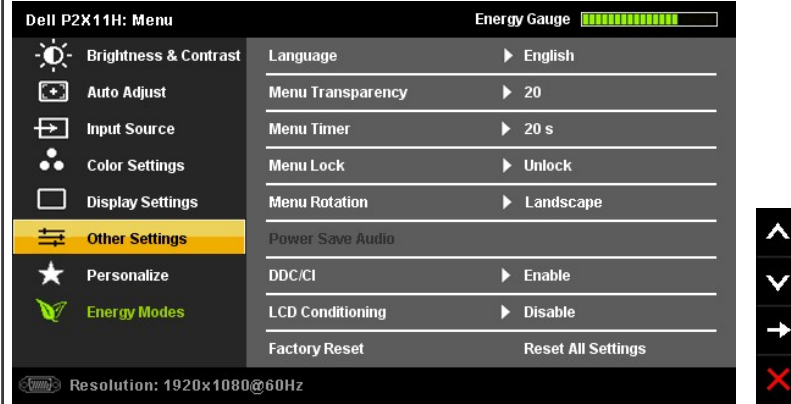 Dell P2X11H: Menu Energy Gauge
Brightness & Contrast Language English
Auto Adjust Menu Transparency 20
Input Source Menu Timer 20 s
Color Settings Menu Lock Unlock
Display Settings Menu Rotation Landscape
Other Settings Power Save Audio
Personalize DDC/CI Enable
Energy Modes LCD Conditioning Disable
Factory Reset Reset All Settings
Resolution: 1920x1080@60Hz